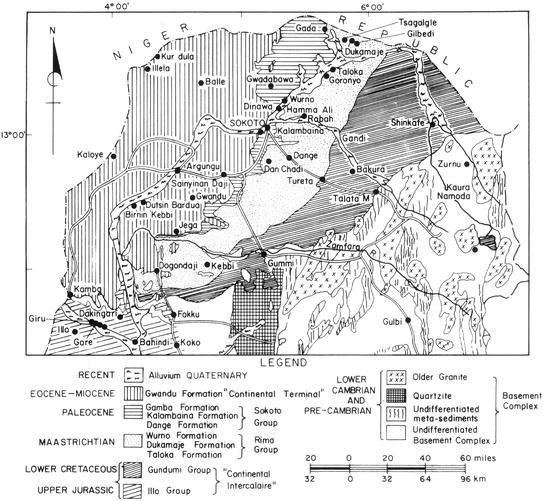 4°00' 6°00'
N
NIGER REPUBLIC
Tsagalgle
Gada
Gilbedi
Dukamaje
Kur dula
Illela
Taloka
Balle
Gwadabawa
Goronyo
Wurno
Dinawa
Hamma Ali
Rabah
SOKOTO
Shinkafe
13°00'
Kalambaina
Gandi
Kaloye
Dange
Argungu
Dan Chadi
Bakura
Zurnu
Sainyinan Daji
Tureta
Kaura
Namoda
Gwandu
Talata M
Dutsin Bardua
Birnin Kebbi
Jega
Zamfara
R
Dogondaji
Kebbi
Gummi
Kamba
Dakingari
Giru
Fokku
Gulbi
Illo
Gore
Bahindi
Koko
LEGEND
RECENT Alluvium QUATERNARY
EOCENE-MIOCENE Gwandu Formation "Continental Terminal"
PALEOCENE Gamba Formation
Kalambaina Formation
Dange Formation
Sokoto
Group
MAASTRICHTIAN Wurno Formation
Dukamaje Formation
Taloka Formation
Rima
Group
LOWER CRETACEOUS Gundumi Group
UPPER JURASSIC Illo Group
"Continental
Intercalaire"
LOWER
CAMBRIAN
AND
PRE-CAMBRIAN
Older Granite
Quartzite
Undifferentiated
meta-sediments
Undifferentiated
Basement Complex
Basement
Complex
20 0 20 40 60 miles
32 0 32 64 96 km